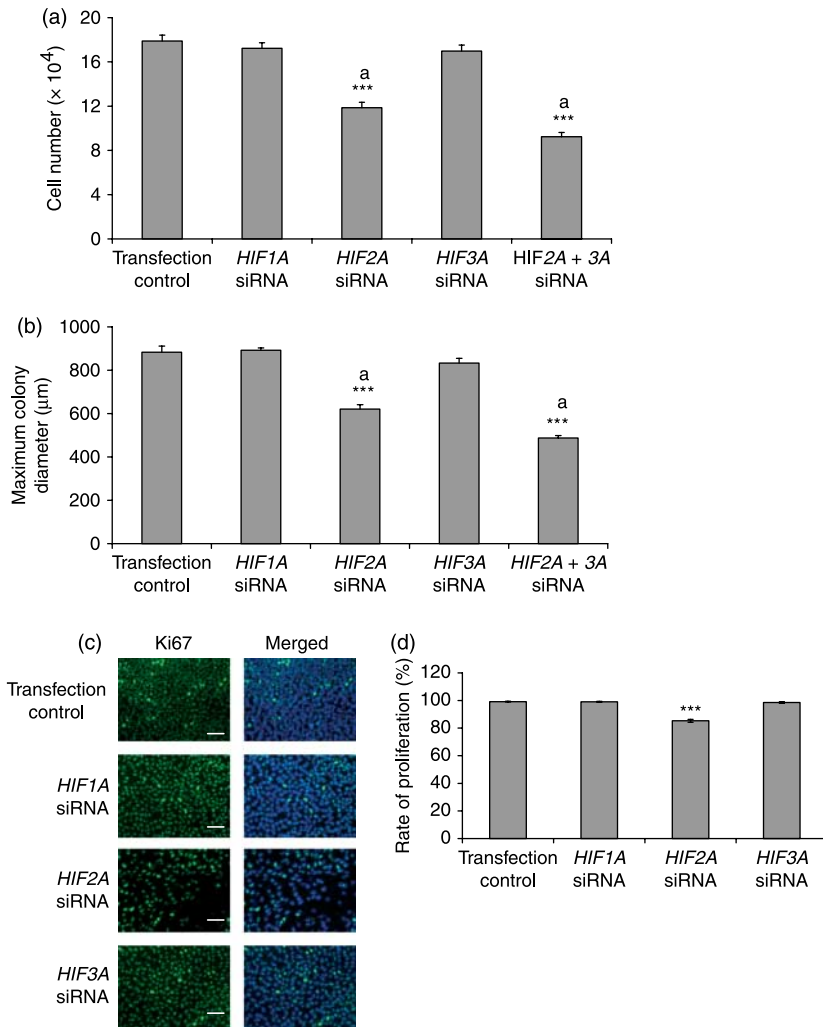 (a)
20
16
12
8
4
0
Cell number (× 10⁴)
a
***
a
***
Transfection control
HIF1A siRNA
HIF2A siRNA
HIF3A siRNA
HIF2A + 3A siRNA
(b)
1000
800
600
400
200
0
Maximum colony diameter (µm)
a
***
a
***
Transfection control
HIF1A siRNA
HIF2A siRNA
HIF3A siRNA
HIF2A + 3A siRNA
(c)
Ki67
Merged
Transfection control
HIF1A siRNA
HIF2A siRNA
HIF3A siRNA
(d)
120
100
80
60
40
20
0
Rate of proliferation (%)
***
Transfection control
HIF1A siRNA
HIF2A siRNA
HIF3A siRNA